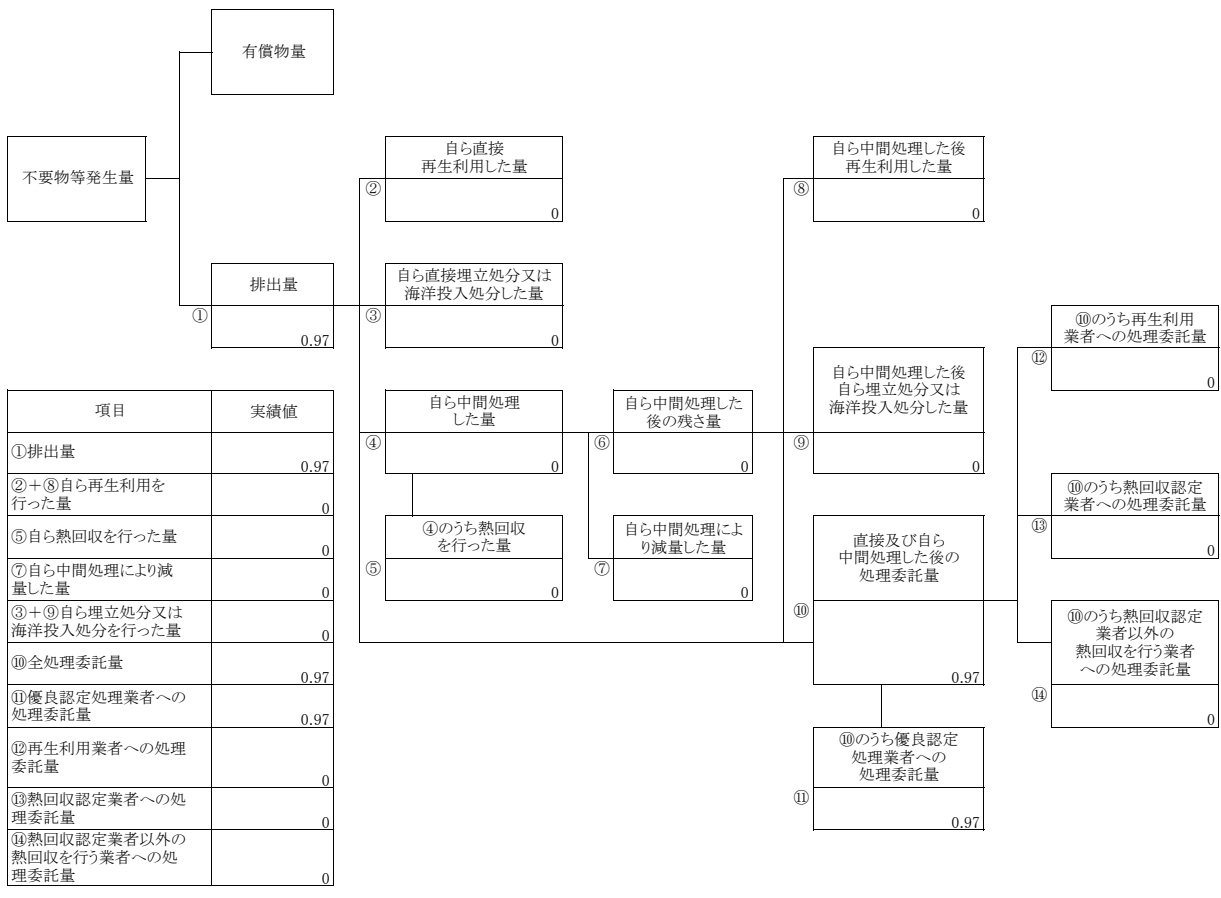 有償物量
不要物等発生量
排出量
①
0.97
自ら直接
再生利用した量
②
0
自ら直接埋立処分又は
海洋投入処分した量
③
0
自ら中間処理
した量
④
0
④のうち熱回収
を行った量
⑤
0
自ら中間処理した
後の残さ量
⑥
0
自ら中間処理によ
り減量した量
⑦
0
自ら中間処理した後
再生利用した量
⑧
0
自ら中間処理した後
自ら埋立処分又は
海洋投入処分した量
⑨
0
直接及び自ら
中間処理した後の
処理委託量
⑩
0.97
⑩のうち優良認定
処理業者への
処理委託量
⑪
0.97
⑩のうち再生利用
業者への処理委託量
⑫
0
⑩のうち熱回収認定
業者への処理委託量
⑬
0
⑩のうち熱回収認定
業者以外の
熱回収を行う業者
への処理委託量
⑭
0
項目 実績値
①排出量
0.97
②＋⑧自ら再生利用を
行った量
0
⑤自ら熱回収を行った量
0
⑦自ら中間処理により減
量した量
0
③＋⑨自ら埋立処分又は
海洋投入処分を行った量
0
⑩全処理委託量
0.97
⑪優良認定処理業者への
処理委託量
0.97
⑫再生利用業者への処理
委託量
0
⑬熱回収認定業者への処
理委託量
0
⑭熱回収認定業者以外の
熱回収を行う業者への処
理委託量
0